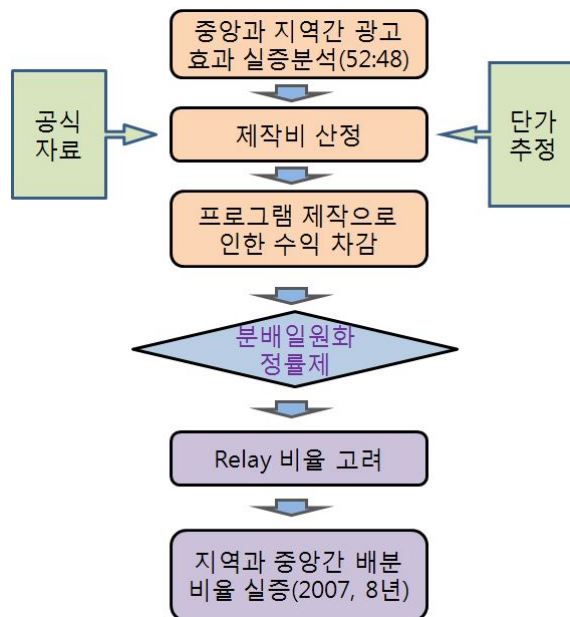 중앙과 지역간 광고
효과 실증분석(52:48)
공식
자료
제작비 산정
단가
추정
프로그램 제작으로
인한 수익 차감
분배일원화
정률제
Relay 비율 고려
지역과 중앙간 배분
비율 실증(2007, 8년)